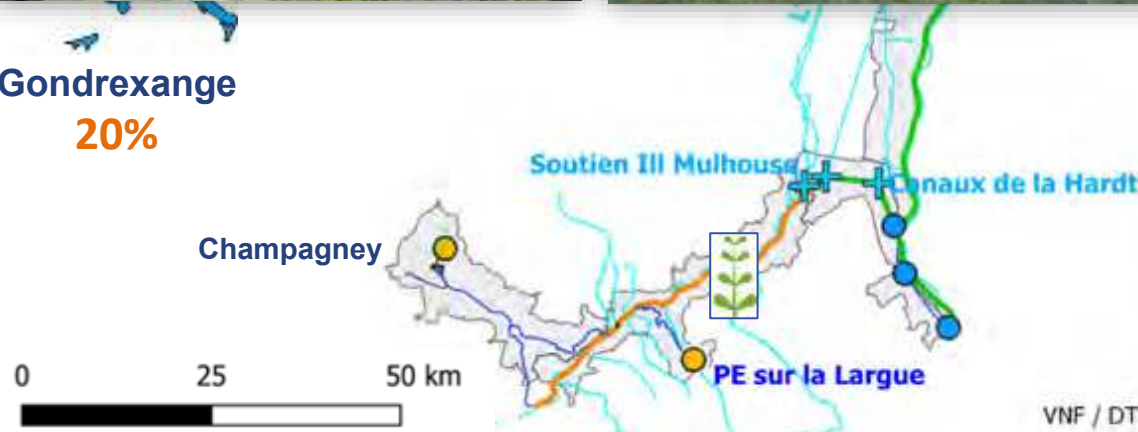 Gondrexange
20%
Soutien Ill Mulhouse
Canaux de la Hardt
Champagney
0 25 50 km
PE sur la Largue
VNF / DT